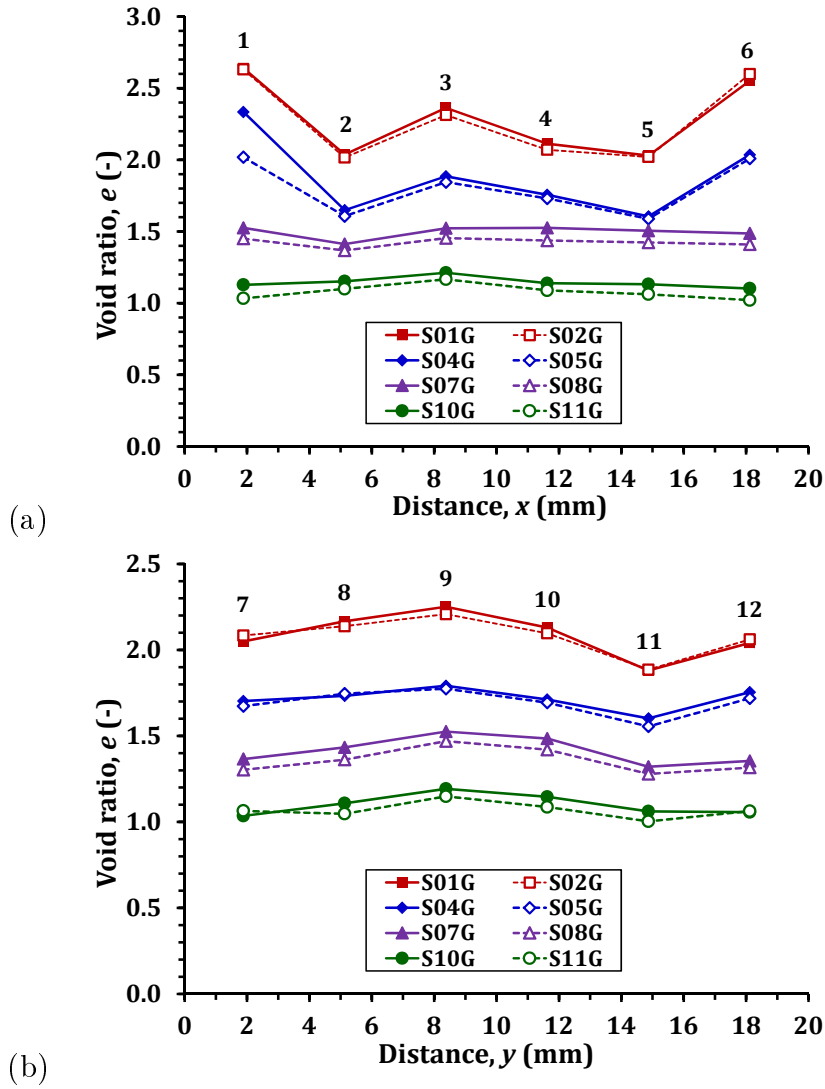 3.0
2.5
2.0
1.5
1.0
0.5
0.0
Void ratio, e (-)
1
2
3
4
5
6
S01G S02G
S04G S05G
S07G S08G
S10G S11G
0 2 4 6 8 10 12 14 16 18 20
Distance, x (mm)
(a)
2.5
2.0
1.5
1.0
0.5
0.0
Void ratio, e (-)
7
8
9
10
11
12
S01G S02G
S04G S05G
S07G S08G
S10G S11G
0 2 4 6 8 10 12 14 16 18 20
Distance, y (mm)
(b)